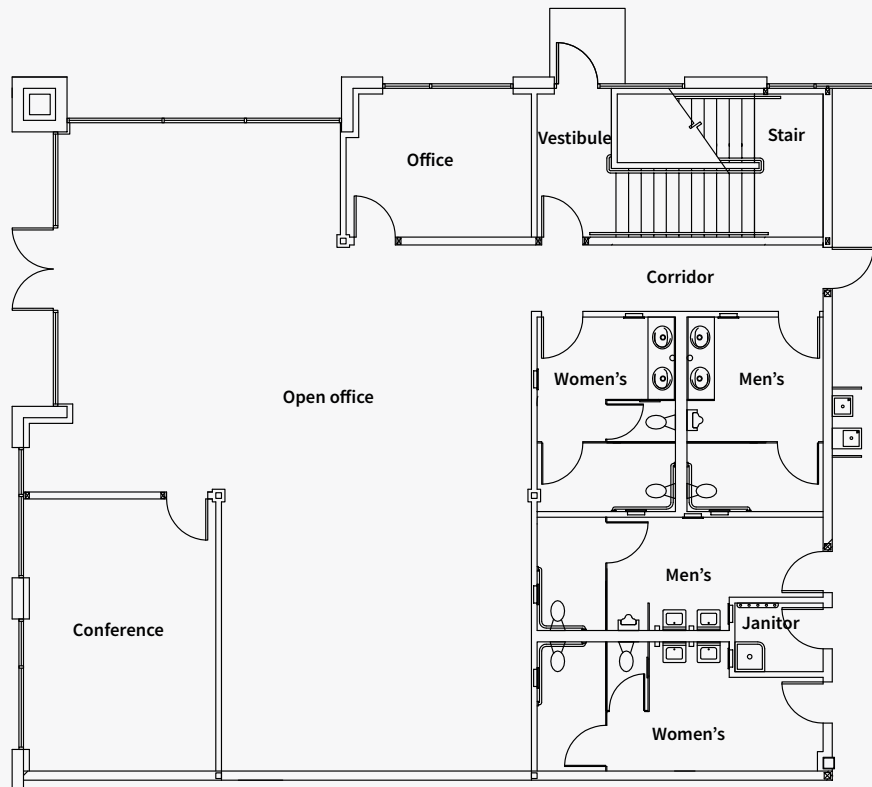 Vestibule
Stair
Office
Corridor
Women's
Men's
Open office
Men's
Janitor
Conference
Women's